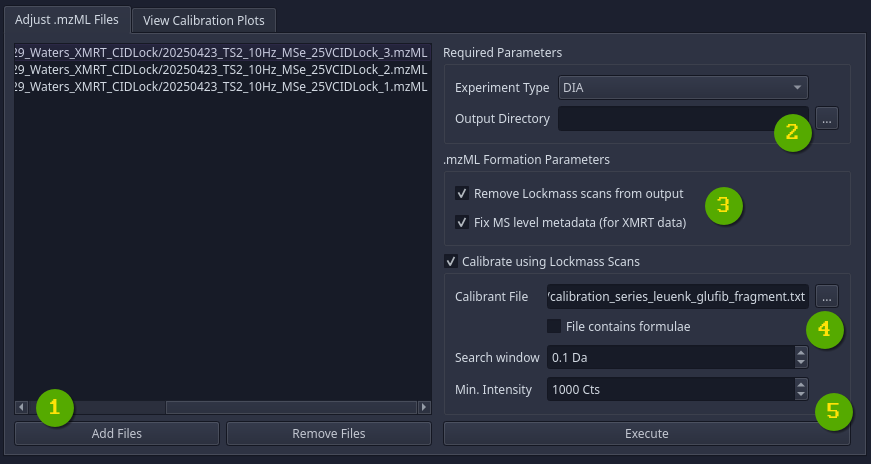 Adjust .mzML Files
View Calibration Plots
29_Waters_XMRT_CIDLock/20250423_TS2_10Hz_MSe_25VCIDLock_3.mzML
29_Waters_XMRT_CIDLock/20250423_TS2_10Hz_MSe_25VCIDLock_2.mzML
29_Waters_XMRT_CIDLock/20250423_TS2_10Hz_MSe_25VCIDLock_1.mzML
1
Add Files
Remove Files
Required Parameters
Experiment Type DIA
Output Directory ...
2
.mzML Formation Parameters
Remove Lockmass scans from output
3
Fix MS level metadata (for XMRT data)
Calibrate using Lockmass Scans
Calibrant File /calibration_series_leuenk_glufib_fragment.txt ...
File contains formulae
4
Search window 0.1 Da
Min. Intensity 1000 Cts
5
Execute